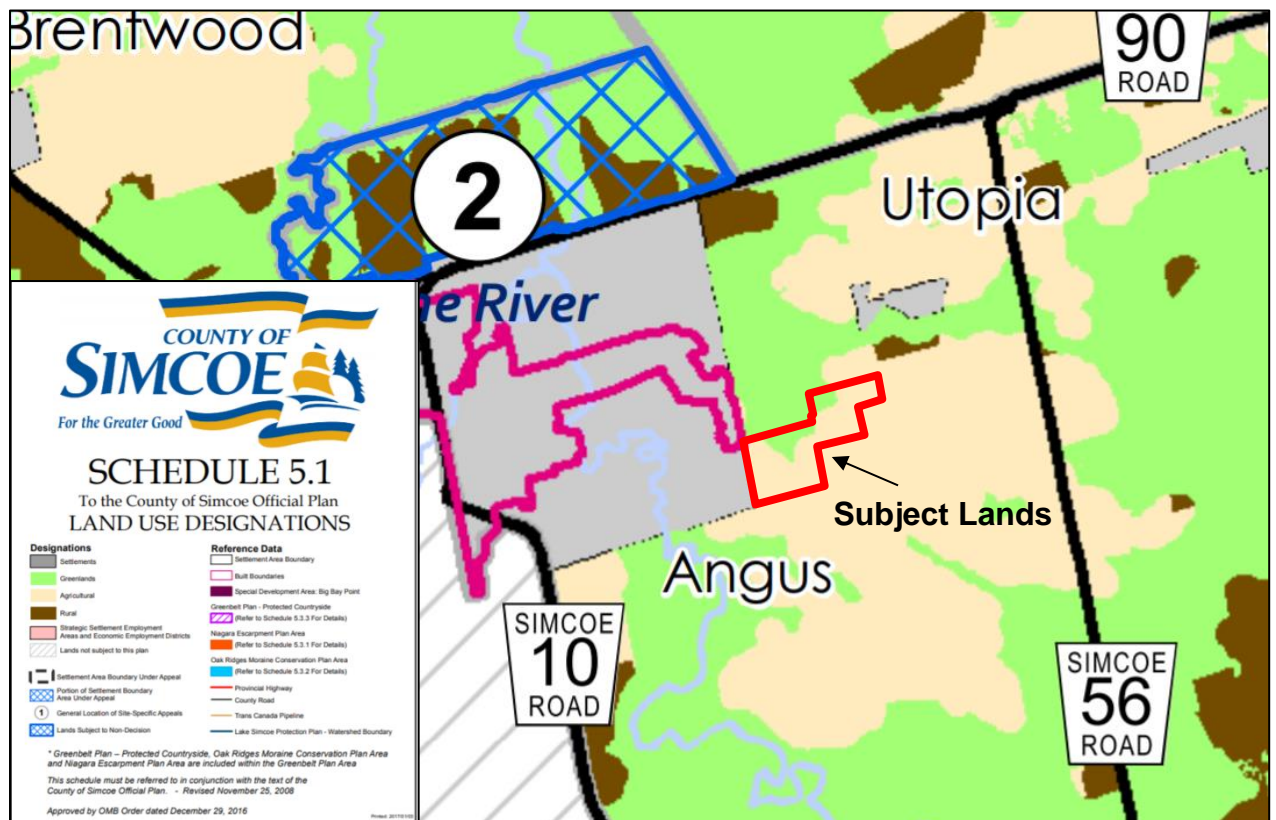 Brentwood
90
ROAD
2
Utopia
ne River
Subject Lands
Angus
SIMCOE
10
ROAD
SIMCOE
56
ROAD
COUNTY OF
SIMCOE
For the Greater Good
SCHEDULE 5.1
To the County of Simcoe Official Plan
LAND USE DESIGNATIONS
Designations
Settlements
Greenlands
Agricultural
Rural
Strategic Settlement Employment
Areas and Economic Employment Districts
Lands not subject to this plan
Settlement Area Boundary Under Appeal
Portion of Settlement Boundary
Area Under Appeal
1 General Location of Site-Specific Appeals
Lands Subject to Non-Decision
Reference Data
Settlement Area Boundary
Built Boundaries
Special Development Area: Big Bay Point
Greenbelt Plan - Protected Countryside
(Refer to Schedule 5.3.3 For Details)
Niagara Escarpment Plan Area
(Refer to Schedule 5.3.1 For Details)
Oak Ridges Moraine Conservation Plan Area
(Refer to Schedule 5.3.2 For Details)
Provincial Highway
County Road
Trans Canada Pipeline
Lake Simcoe Protection Plan - Watershed Boundary
* Greenbelt Plan – Protected Countryside, Oak Ridges Moraine Conservation Plan Area
and Niagara Escarpment Plan Area are included within the Greenbelt Plan Area
This schedule must be referred to in conjunction with the text of the
County of Simcoe Official Plan. - Revised November 25, 2008
Approved by OMB Order dated December 29, 2016